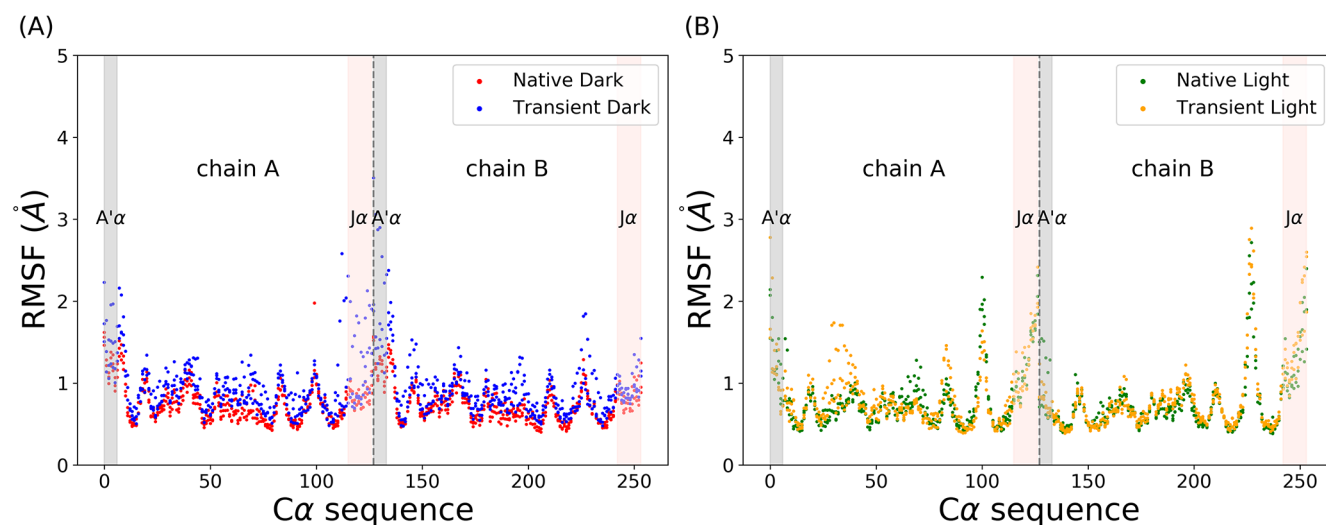 (A)
5
4
3
2
1
0
RMSF (Å)
Native Dark
Transient Dark
chain A
chain B
A'α
Jα
A'α
Jα
0
50
100
150
200
250
Cα sequence
(B)
5
4
3
2
1
0
RMSF (Å)
Native Light
Transient Light
chain A
chain B
A'α
Jα
A'α
Jα
0
50
100
150
200
250
Cα sequence